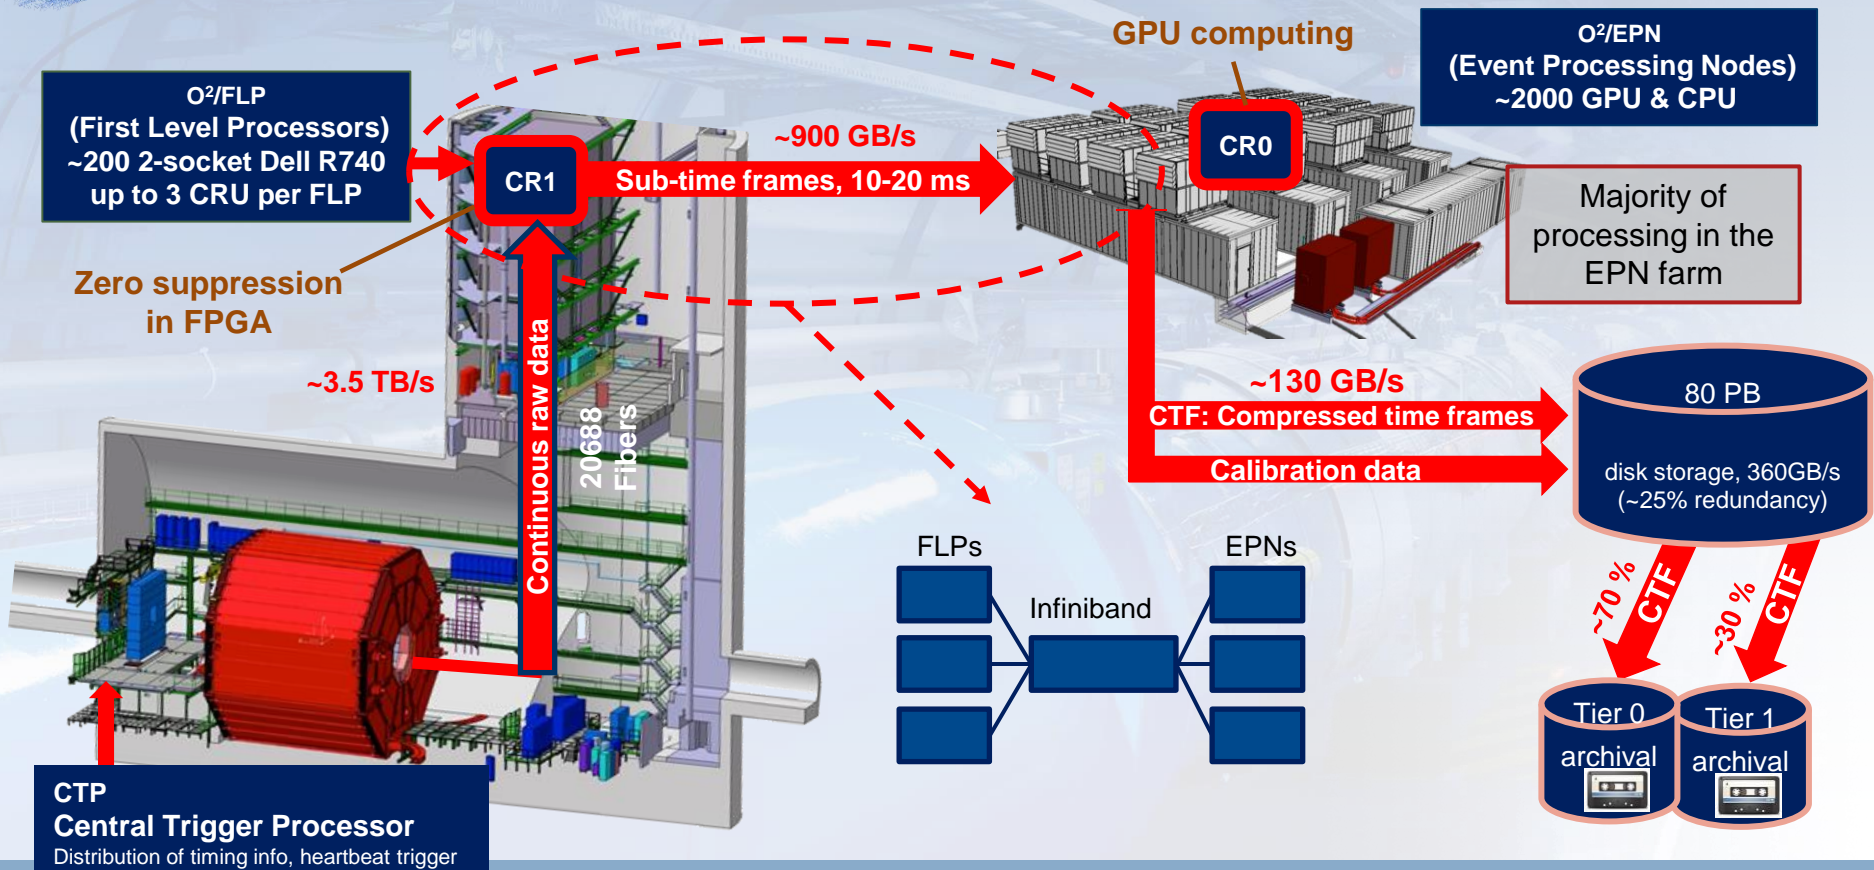 GPU computing
O²/EPN
(Event Processing Nodes)
~2000 GPU & CPU
O²/FLP
(First Level Processors)
~200 2-socket Dell R740
up to 3 CRU per FLP
~900 GB/s
CR0
CR1
Sub-time frames, 10-20 ms
Majority of
processing in the
EPN farm
Zero suppression
in FPGA
~3.5 TB/s
Continuous raw data
20688
Fibers
~130 GB/s
CTF: Compressed time frames
Calibration data
80 PB
disk storage, 360GB/s
(~25% redundancy)
FLPs
EPNs
Infiniband
~70 %
CTF
~30 %
CTF
Tier 0
archival
Tier 1
archival
CTP
Central Trigger Processor
Distribution of timing info, heartbeat trigger